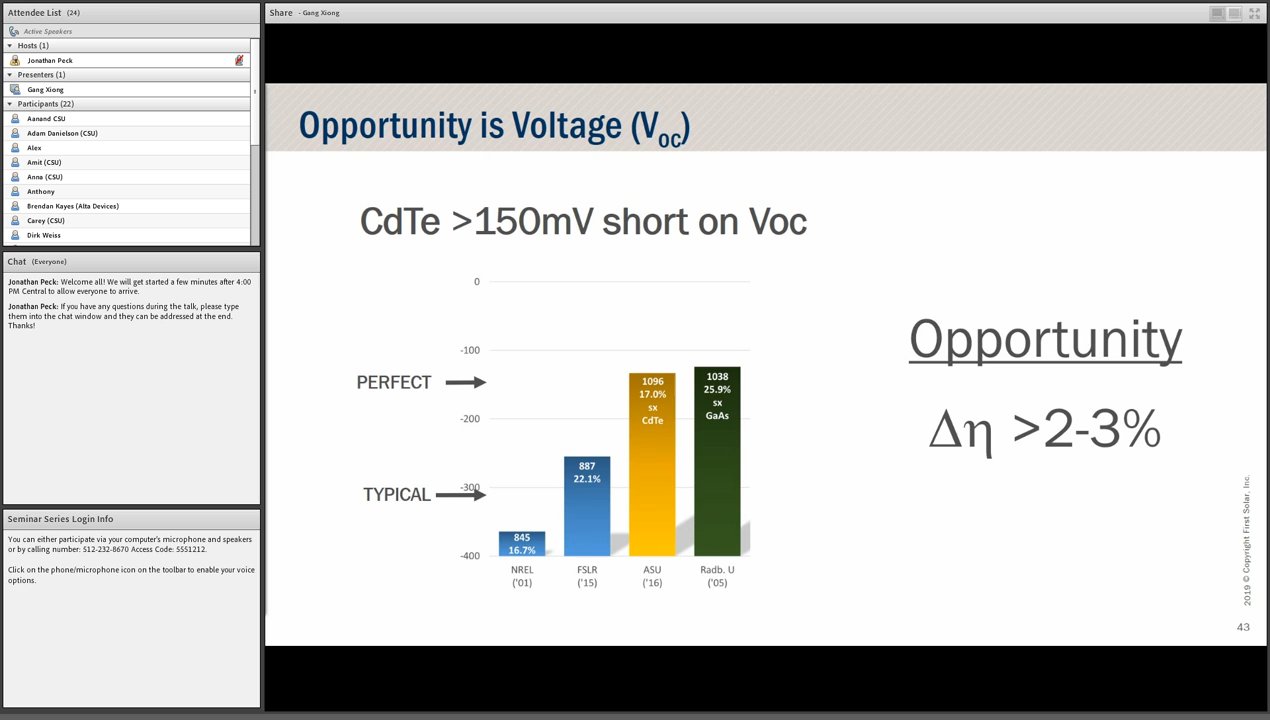 Attendee List (24)
Active Speakers
Hosts (1)
Jonathan Peck
Presenters (1)
Gang Xiong
Participants (22)
Aanand CSU
Adam Danielson (CSU)
Alex
Amit (CSU)
Anna (CSU)
Anthony
Brendan Kayes (Alta Devices)
Carey (CSU)
Dirk Weiss
Chat (Everyone)
Jonathan Peck: Welcome all! We will get started a few minutes after 4:00
PM Central to allow everyone to arrive.
Jonathan Peck: If you have any questions during the talk, please type
them into the chat window and they can be addressed at the end.
Thanks!
Seminar Series Login Info
You can either participate via your computer's microphone and speakers
or by calling number: 512-232-8670 Access Code: 5551212.
Click on the phone/microphone icon on the toolbar to enable your voice
options.
Share - Gang Xiong
Opportunity is Voltage (VOC)
CdTe >150mV short on Voc
0
-100
-200
-300
-400
PERFECT
TYPICAL
845
16.7%
887
22.1%
1096
17.0%
sx
CdTe
1038
25.9%
sx
GaAs
NREL
('01)
FSLR
('15)
ASU
('16)
Radb. U
('05)
Opportunity
Δη >2-3%
2019 © Copyright First Solar, Inc.
43